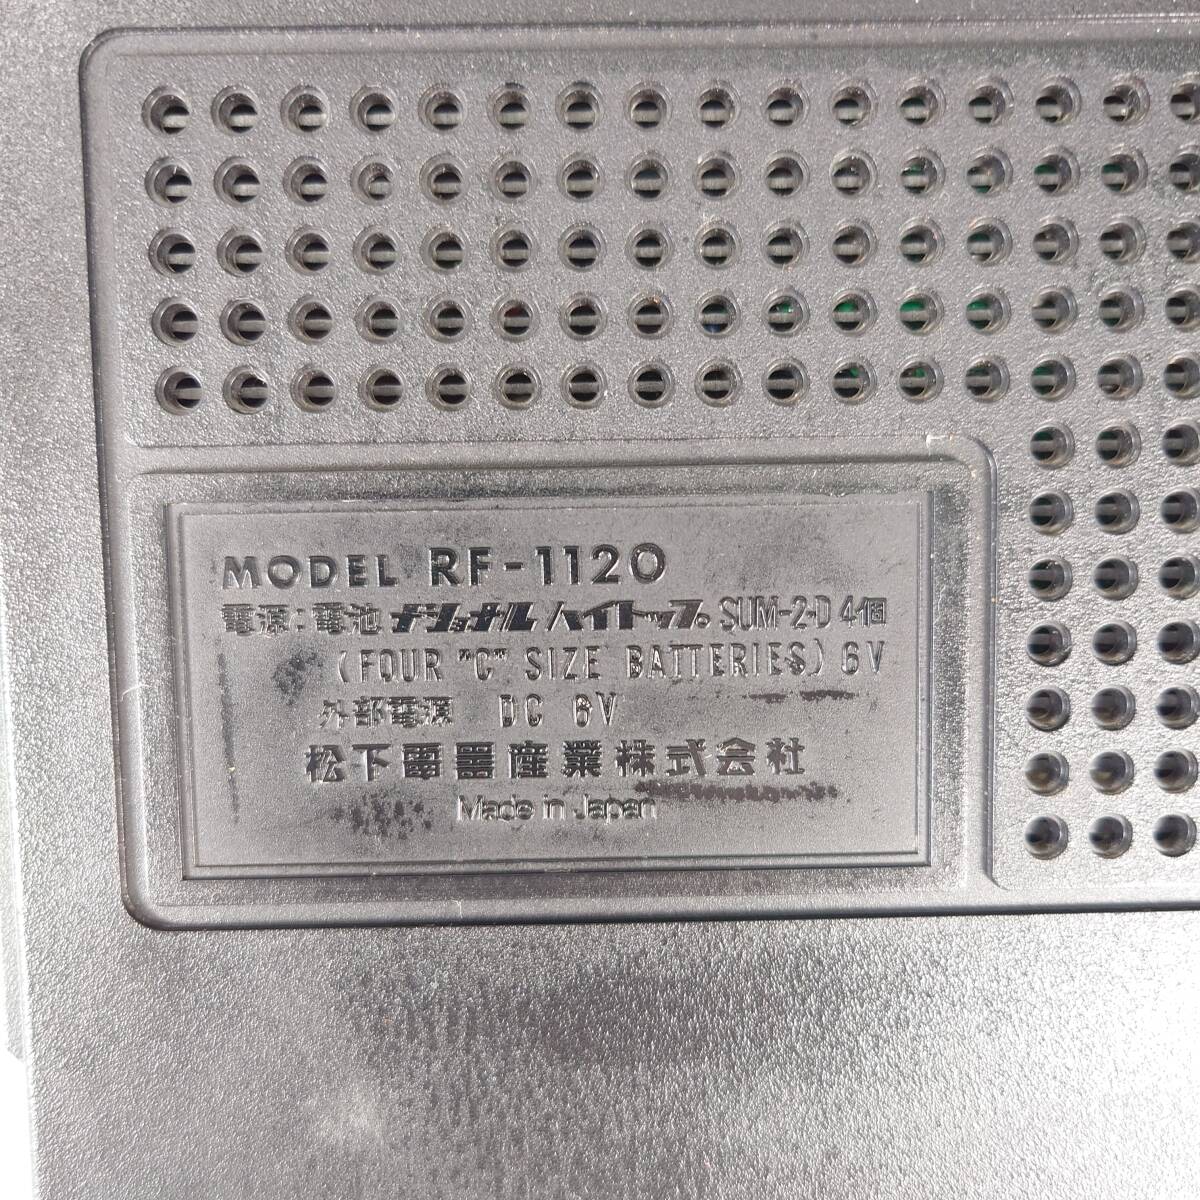 MODEL RF-1120
電源:電池ナショナルハイトップ。SUM-2·D4個
(FOUR "C" SIZE BATTERIES) 6V
外部電源 DC 6V
松下電器産業株式会社
Made in Japan